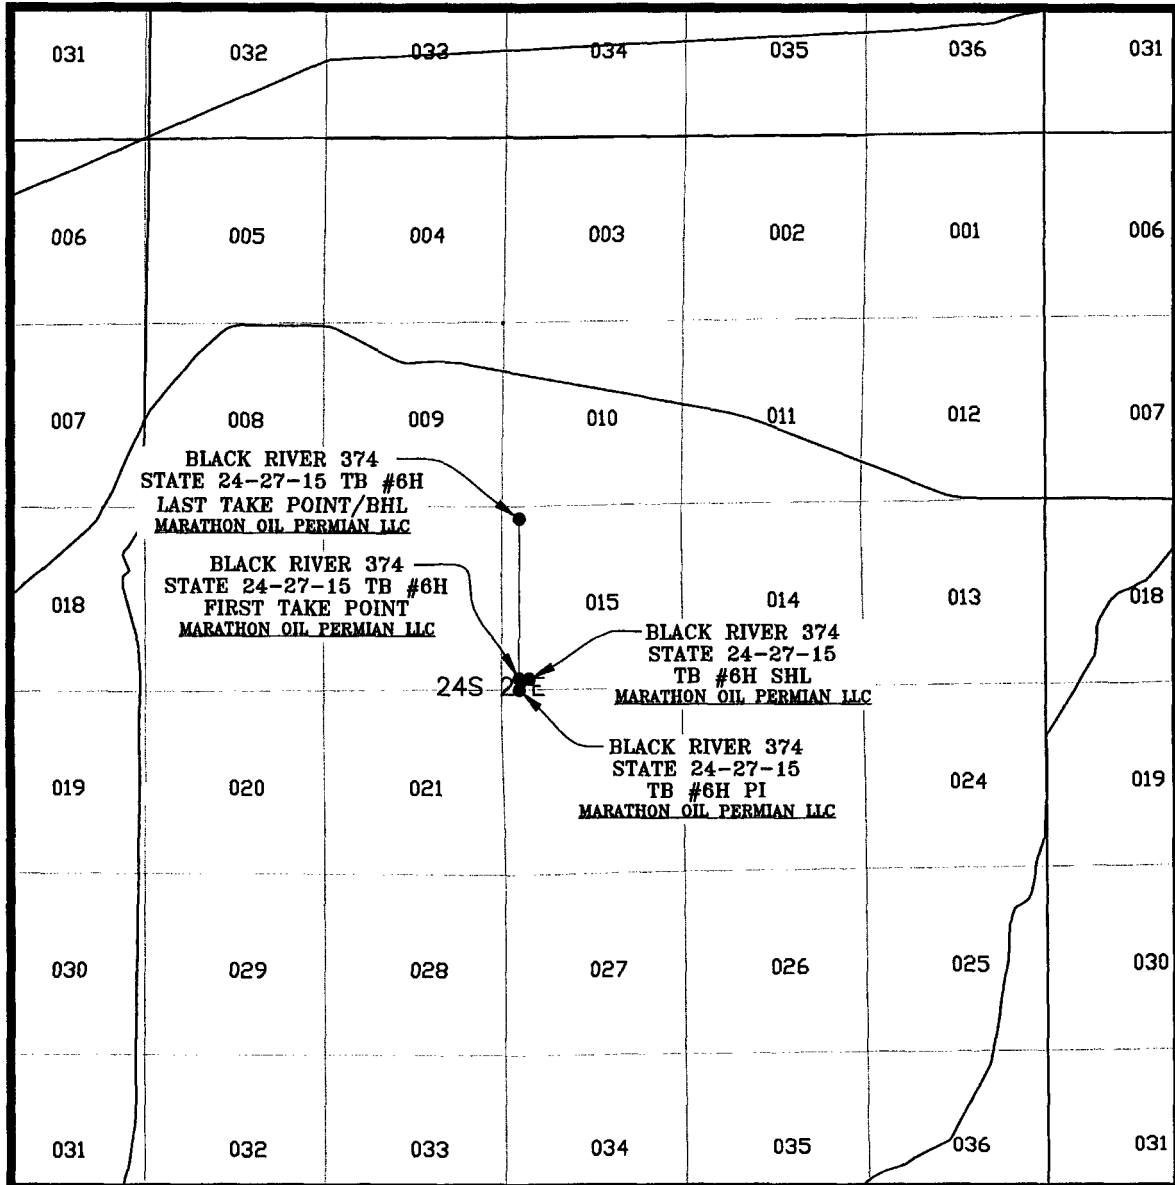 031 032 033 034 035 036 031
006 005 004 003 002 001 006
007 008 009 010 011 012 007
BLACK RIVER 374
STATE 24-27-15 TB #6H
LAST TAKE POINT/BHL
MARATHON OIL PERMIAN LLC
BLACK RIVER 374
STATE 24-27-15 TB #6H
FIRST TAKE POINT
MARATHON OIL PERMIAN LLC
018 015 014 013 018
BLACK RIVER 374
STATE 24-27-15
TB #6H SHL
MARATHON OIL PERMIAN LLC
24S
BLACK RIVER 374
STATE 24-27-15
TB #6H PI
MARATHON OIL PERMIAN LLC
019 020 021 024 019
030 029 028 027 026 025 030
031 032 033 034 035 036 031